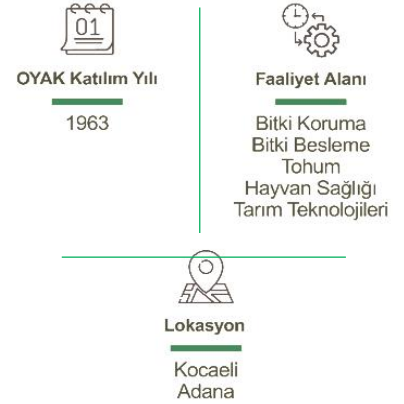 01
OYAK Katılım Yılı
1963
Faaliyet Alanı
Bitki Koruma
Bitki Besleme
Tohum
Hayvan Sağlığı
Tarım Teknolojileri
Lokasyon
Kocaeli
Adana